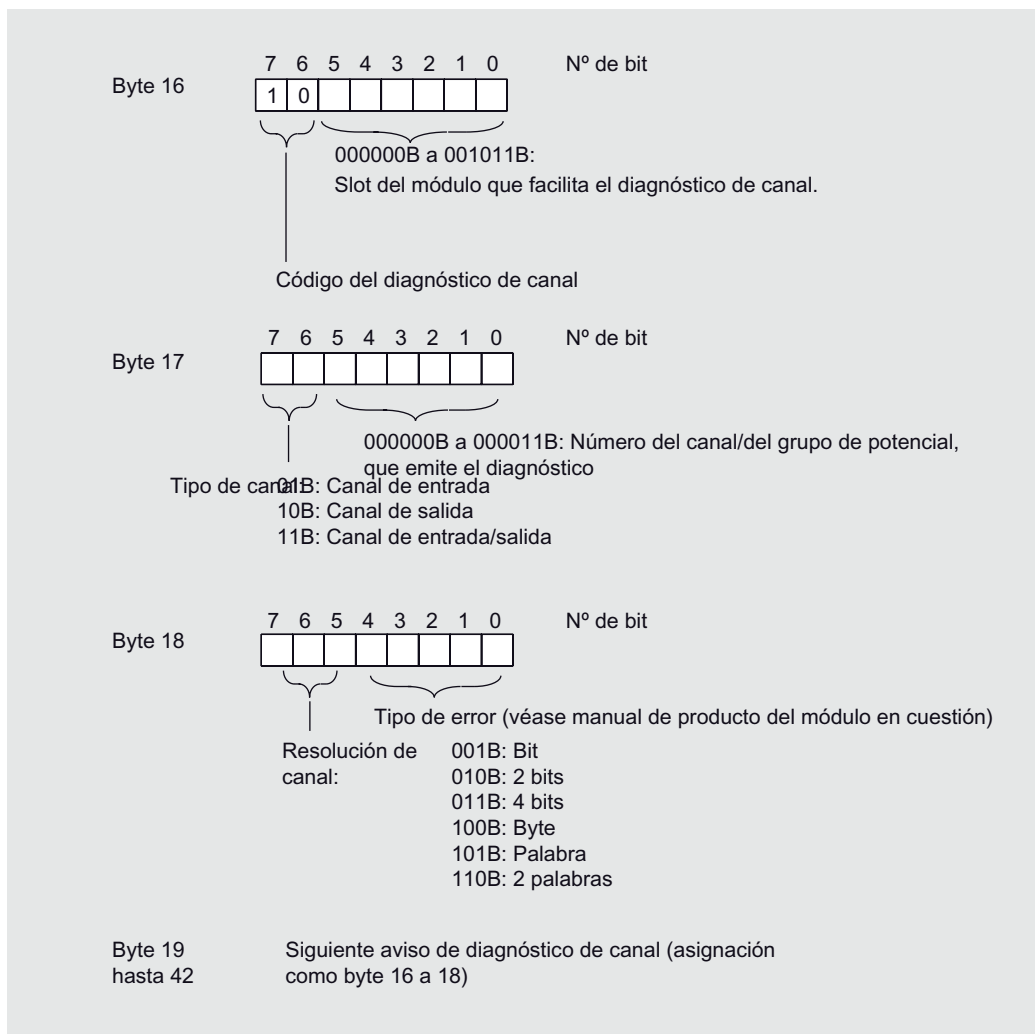 7 6 5 4 3 2 1 0 Nº de bit
Byte 16
1 0
000000B a 001011B:
Slot del módulo que facilita el diagnóstico de canal.
Código del diagnóstico de canal
7 6 5 4 3 2 1 0 Nº de bit
Byte 17
000000B a 000011B: Número del canal/del grupo de potencial,
que emite el diagnóstico
Tipo de canal: 01B: Canal de entrada
10B: Canal de salida
11B: Canal de entrada/salida
7 6 5 4 3 2 1 0 Nº de bit
Byte 18
Tipo de error (véase manual de producto del módulo en cuestión)
Resolución de 001B: Bit
canal: 010B: 2 bits
011B: 4 bits
100B: Byte
101B: Palabra
110B: 2 palabras
Byte 19 Siguiente aviso de diagnóstico de canal (asignación
hasta 42 como byte 16 a 18)